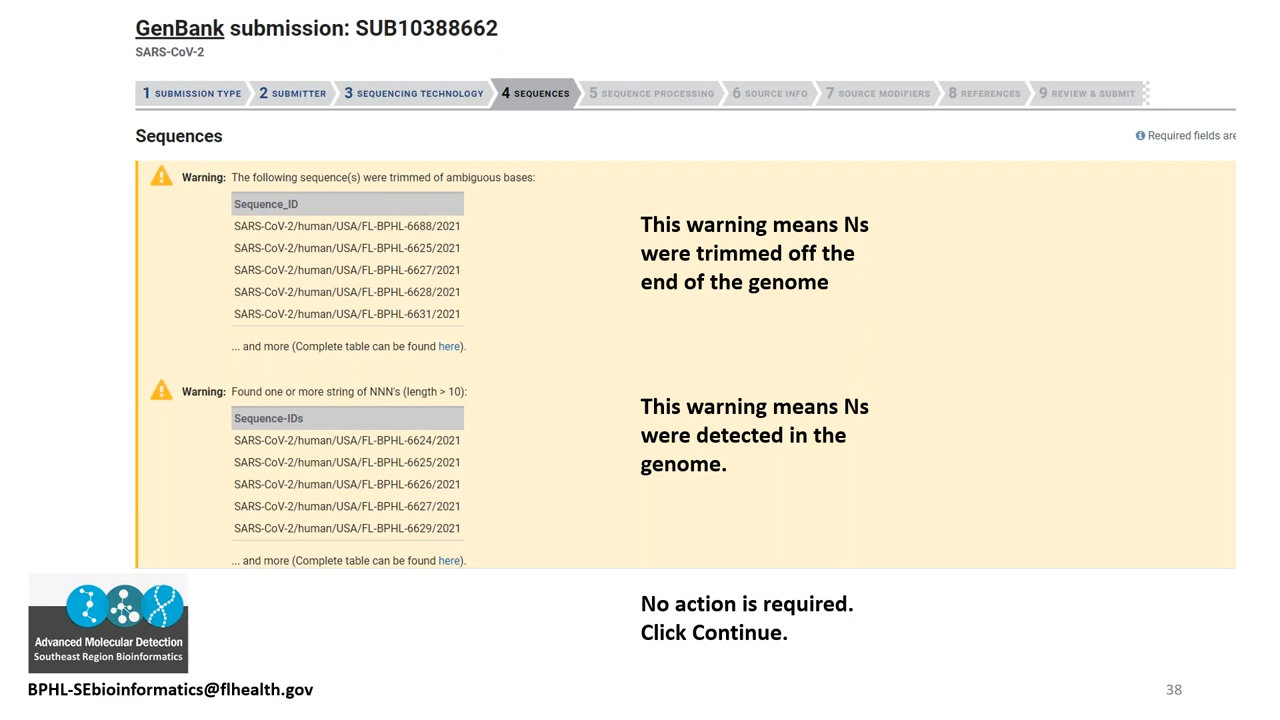 GenBank submission: SUB10388662
SARS-CoV-2
1 SUBMISSION TYPE 2 SUBMITTER 3 SEQUENCING TECHNOLOGY 4 SEQUENCES 5 SEQUENCE PROCESSING 6 SOURCE INFO 7 SOURCE MODIFIERS 8 REFERENCES 9 REVIEW & SUBMIT
Sequences
Required fields are
Warning: The following sequence(s) were trimmed of ambiguous bases:
Sequence_ID
SARS-CoV-2/human/USA/FL-BPHL-6688/2021
SARS-CoV-2/human/USA/FL-BPHL-6625/2021
SARS-CoV-2/human/USA/FL-BPHL-6627/2021
SARS-CoV-2/human/USA/FL-BPHL-6628/2021
SARS-CoV-2/human/USA/FL-BPHL-6631/2021
... and more (Complete table can be found here).
This warning means Ns
were trimmed off the
end of the genome
Warning: Found one or more string of NNN's (length > 10):
Sequence-IDs
SARS-CoV-2/human/USA/FL-BPHL-6624/2021
SARS-CoV-2/human/USA/FL-BPHL-6625/2021
SARS-CoV-2/human/USA/FL-BPHL-6626/2021
SARS-CoV-2/human/USA/FL-BPHL-6627/2021
SARS-CoV-2/human/USA/FL-BPHL-6629/2021
... and more (Complete table can be found here).
This warning means Ns
were detected in the
genome.
No action is required.
Click Continue.
Advanced Molecular Detection
Southeast Region Bioinformatics
BPHL-SEbioinformatics@flhealth.gov
38